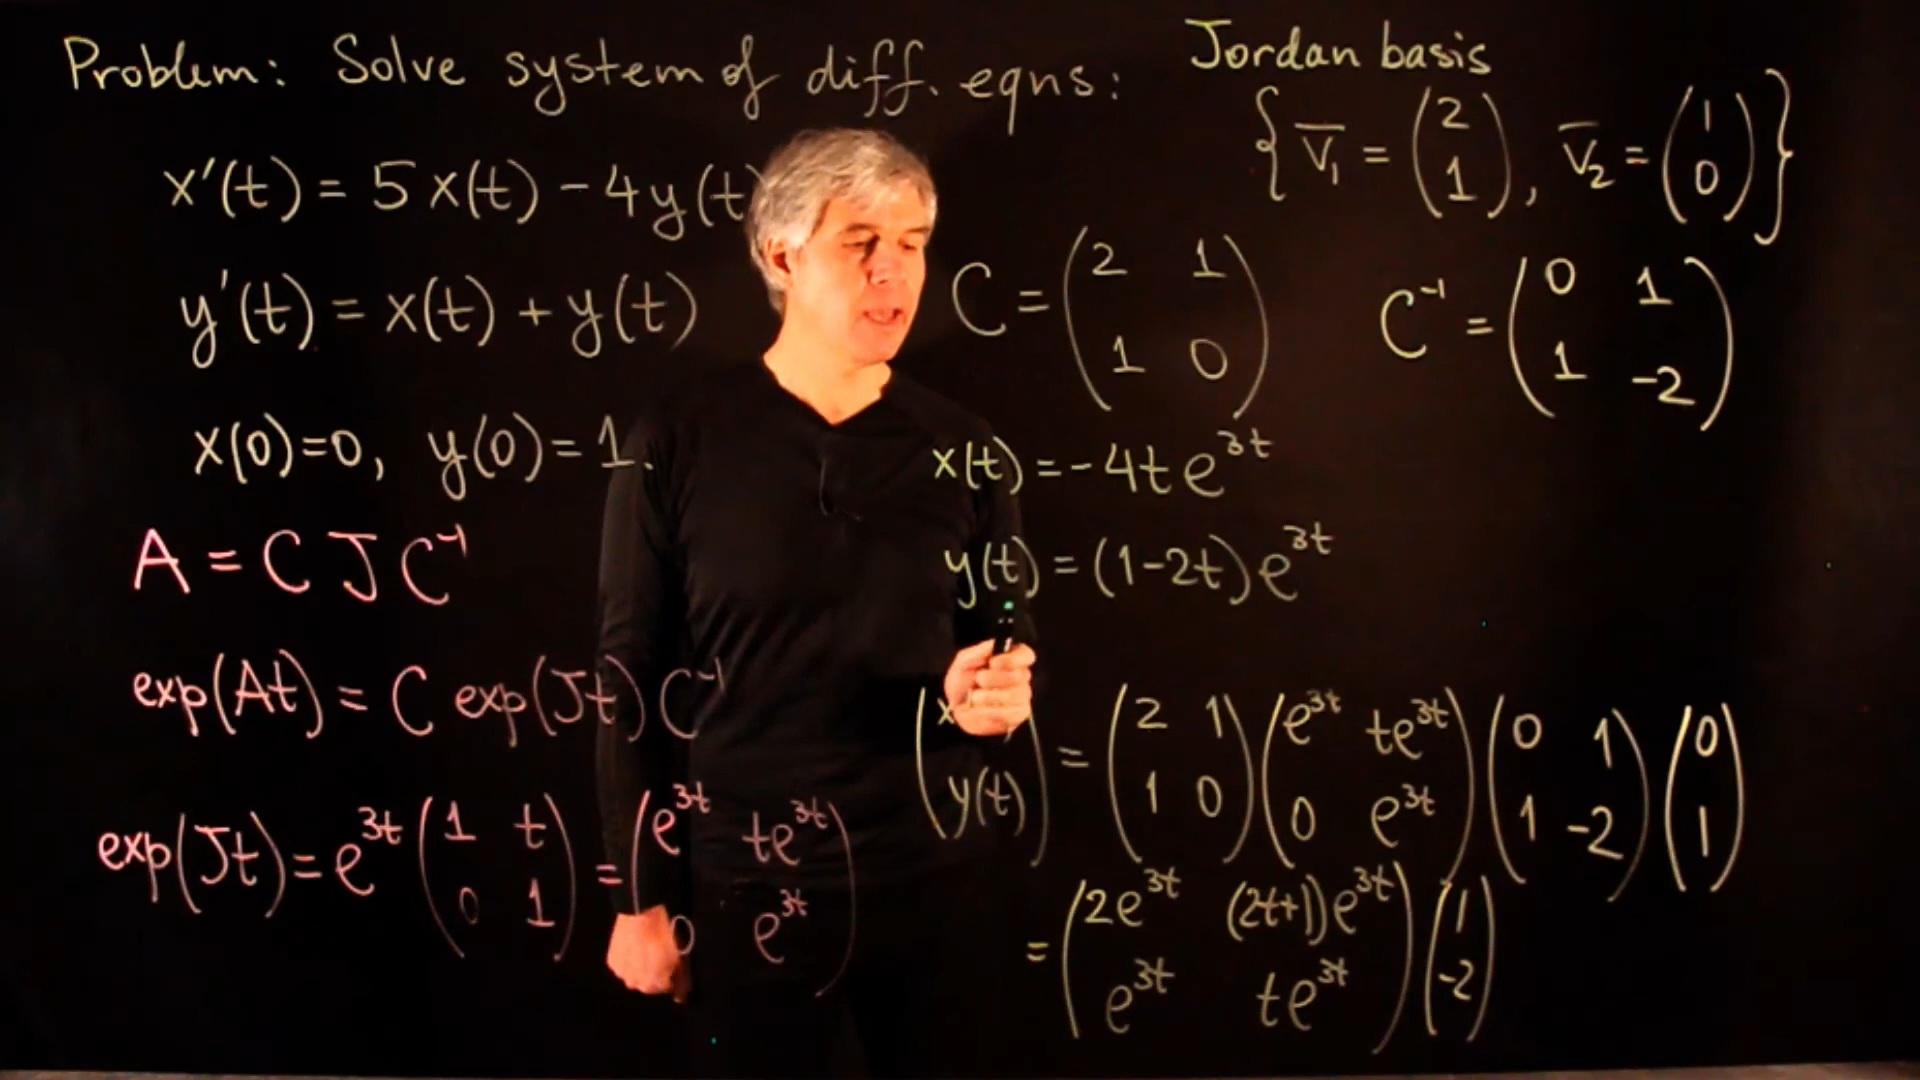 Problem: Solve system of diff. eqns:
x'(t) = 5x(t) - 4y(t)
y'(t) = x(t) + y(t)
x(0)=0, y(0)=1.
A = C J C⁻¹
exp(At) = C exp(Jt) C⁻¹
exp(Jt) = e^{3t} (1 t; 0 1) = (e^{3t} te^{3t}; 0 e^{3t})
Jordan basis
{ v̅₁ = (2; 1), v̅₂ = (1; 0) }
C = (2 1; 1 0) C⁻¹ = (0 1; 1 -2)
x(t) = -4te^{3t}
y(t) = (1-2t)e^{3t}
(x; y(t)) = (2 1; 1 0) (e^{3t} te^{3t}; 0 e^{3t}) (0 1; 1 -2) (0; 1)
= (2e^{3t} (2t+1)e^{3t}; e^{3t} te^{3t}) (1; -2)